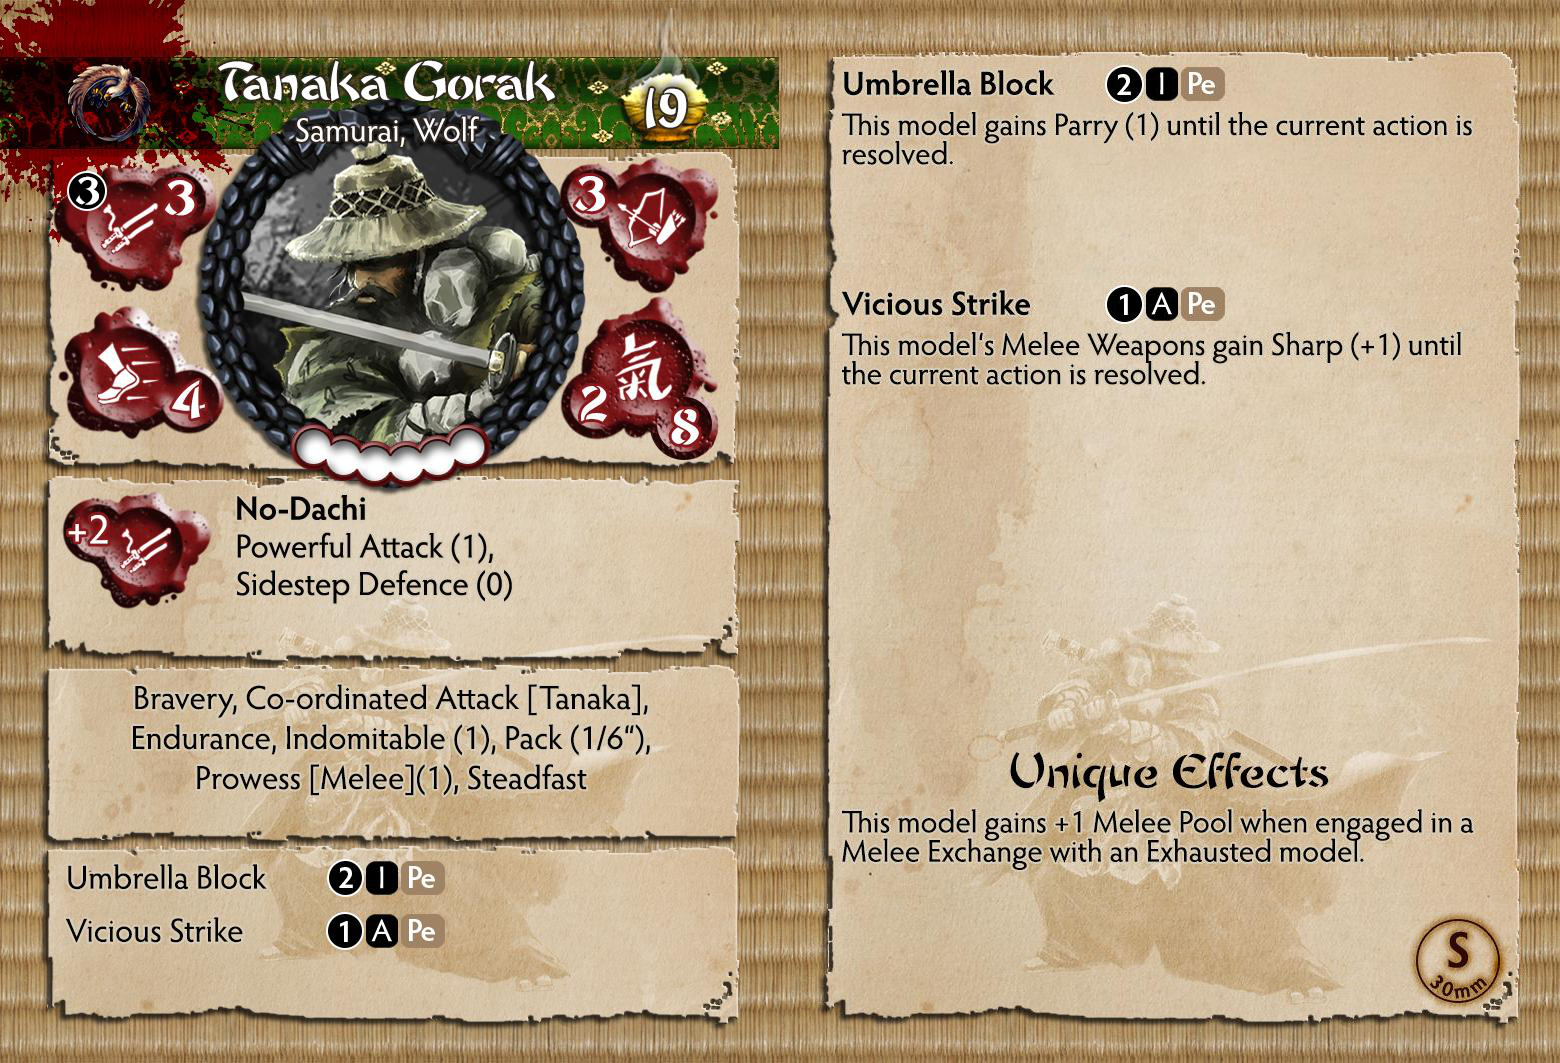 Tanaka Gorak
19
Samurai, Wolf
3 3
3
4
氣
2 8
+2
No-Dachi
Powerful Attack (1),
Sidestep Defence (0)
Bravery, Co-ordinated Attack [Tanaka],
Endurance, Indomitable (1), Pack (1/6“),
Prowess [Melee](1), Steadfast
Umbrella Block 2 I Pe
Vicious Strike 1 A Pe
Umbrella Block 2 I Pe
This model gains Parry (1) until the current action is
resolved.
Vicious Strike 1 A Pe
This model‘s Melee Weapons gain Sharp (+1) until
the current action is resolved.
Unique Effects
This model gains +1 Melee Pool when engaged in a
Melee Exchange with an Exhausted model.
S
30mm